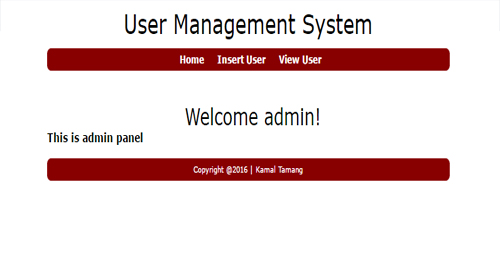 User Management System
Home Insert User View User
Welcome admin!
This is admin panel
Copyright @2016 | Kamal Tamang